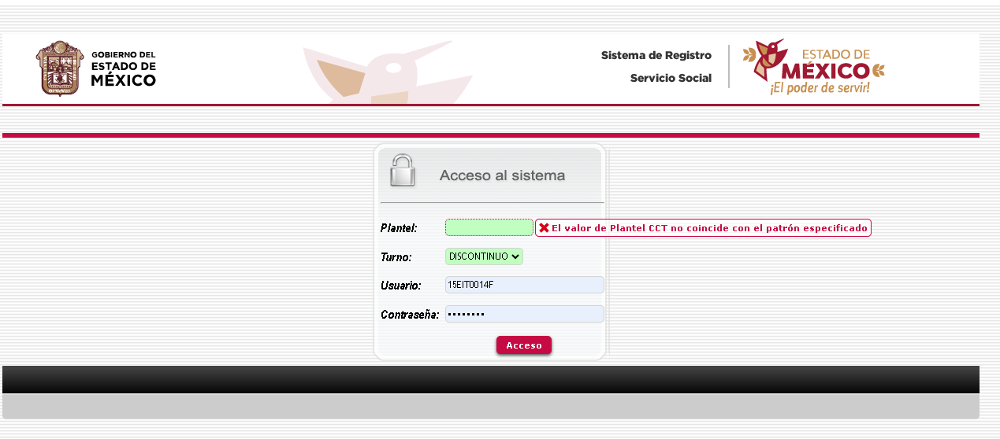 GOBIERNO DEL
ESTADO DE
MÉXICO
Sistema de Registro
Servicio Social
ESTADO DE
MÉXICO
¡El poder de servir!
Acceso al sistema
Plantel:
El valor de Plantel CCT no coincide con el patrón especificado
Turno: DISCONTINUO
Usuario: 15EIT0014F
Contraseña: ••••••••
Acceso